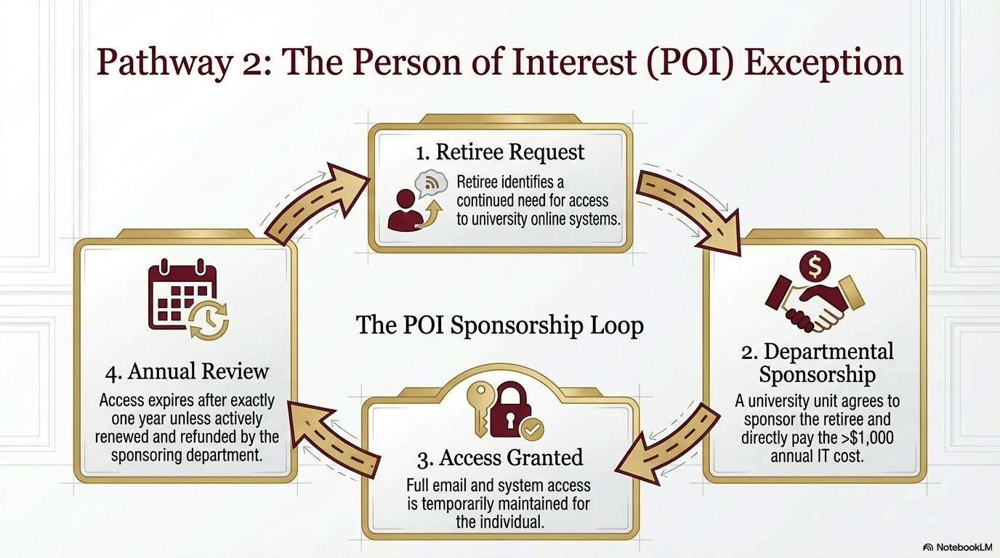 Pathway 2: The Person of Interest (POI) Exception
1. Retiree Request
Retiree identifies a
continued need for access
to university online systems.
$
2. Departmental
Sponsorship
A university unit agrees to
sponsor the retiree and
directly pay the >$1,000
annual IT cost.
The POI Sponsorship Loop
3. Access Granted
Full email and system access
is temporarily maintained for
the individual.
4. Annual Review
Access expires after exactly
one year unless actively
renewed and refunded by the
sponsoring department.
NotebookLM